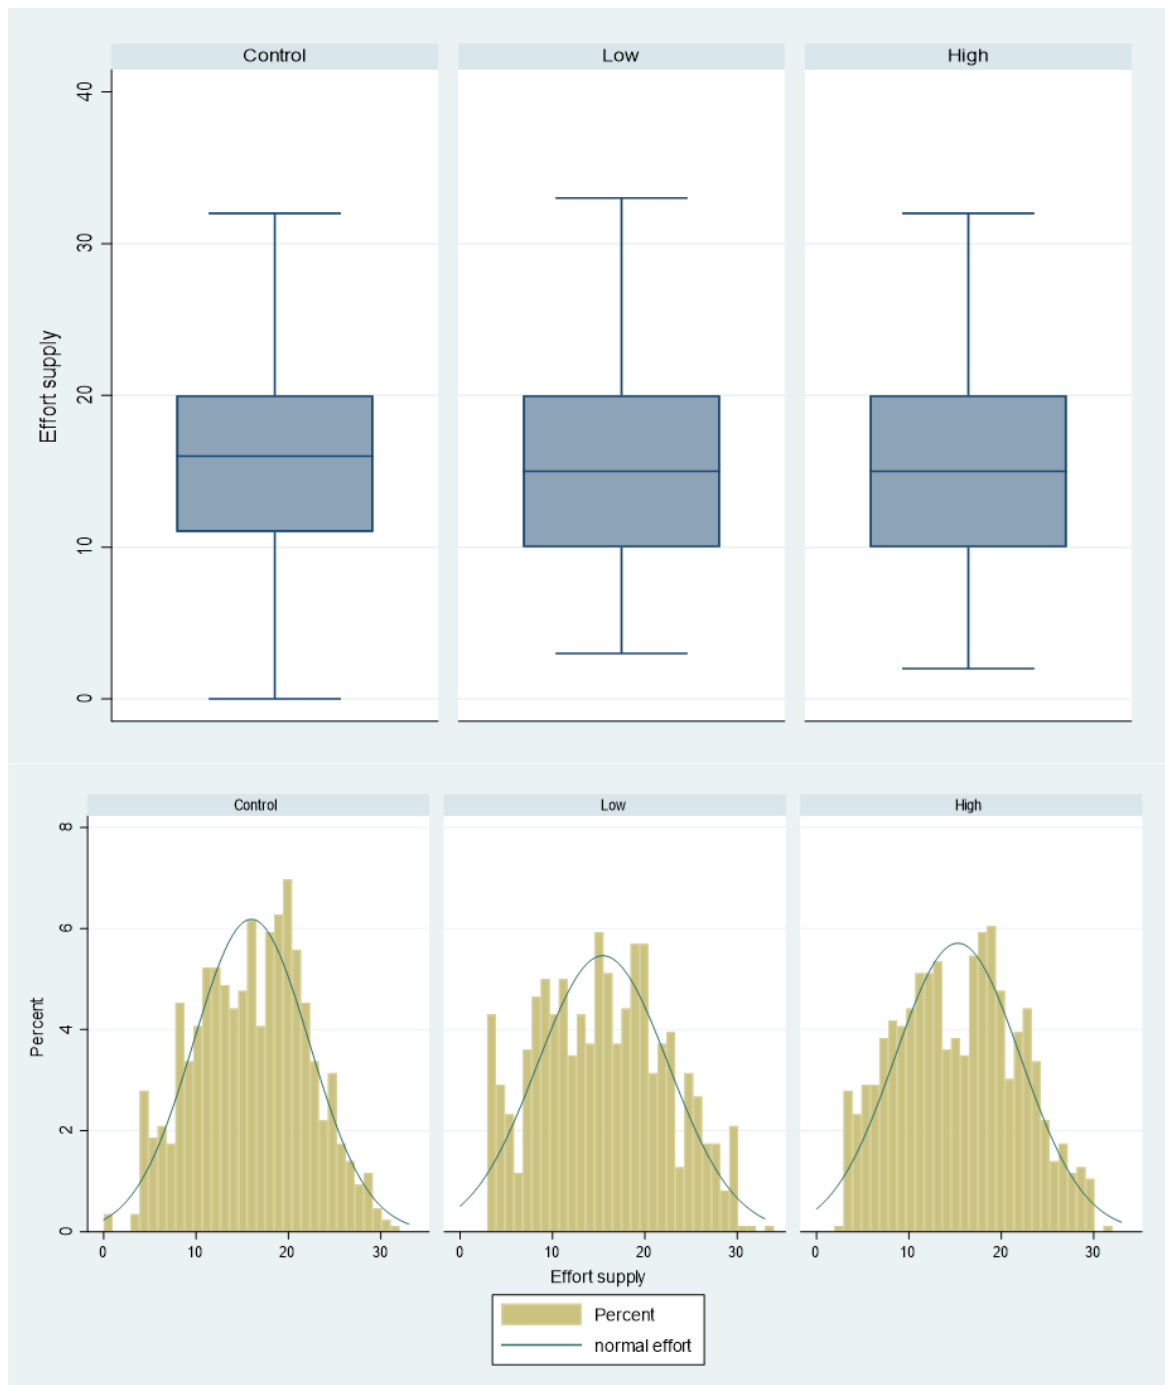 Control Low High
40
30
20
10
0
Effort supply
Control Low High
8
6
4
2
0
Percent
0 10 20 30 0 10 20 30 0 10 20 30
Effort supply
Percent
normal effort